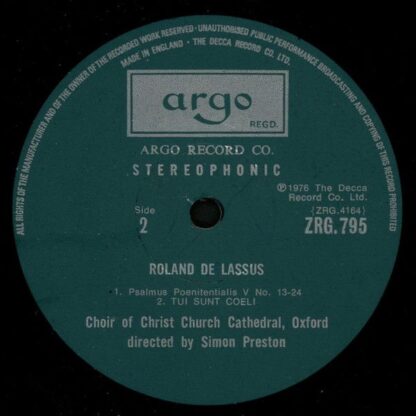 ALL RIGHTS OF THE MANUFACTURER AND OF THE OWNER OF THE RECORDED WORK RESERVED · UNAUTHORISED PUBLIC PERFORMANCE BROADCASTING AND COPYING OF THIS RECORD PROHIBITED
MADE IN ENGLAND · THE DECCA RECORD CO. LTD.
argo
REGD.
ARGO RECORD CO.
STEREOPHONIC
℗1976 The Decca
Record Co. Ltd.
Side
2
(ZRG.4164)
ZRG.795
ROLAND DE LASSUS
1. Psalmus Poenitentialis V No. 13-24
2. TUI SUNT COELI
Choir of Christ Church Cathedral, Oxford
directed by Simon Preston